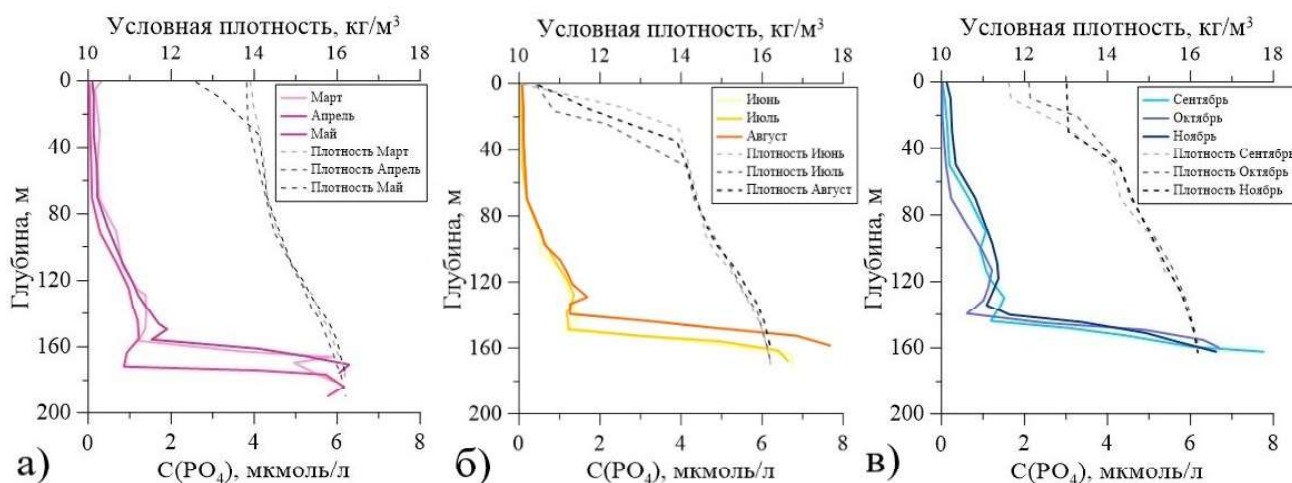 Условная плотность, кг/м³
10 12 14 16 18
0
40
80
120
160
200
Глубина, м
Март
Апрель
Май
Плотность Март
Плотность Апрель
Плотность Май
0 2 4 6 8
а)
C(PO₄), мкмоль/л
Условная плотность, кг/м³
10 12 14 16 18
0
40
80
120
160
200
Глубина, м
Июнь
Июль
Август
Плотность Июнь
Плотность Июль
Плотность Август
0 2 4 6 8
б)
C(PO₄), мкмоль/л
Условная плотность, кг/м³
10 12 14 16 18
0
40
80
120
160
200
Глубина, м
Сентябрь
Октябрь
Ноябрь
Плотность Сентябрь
Плотность Октябрь
Плотность Ноябрь
0 2 4 6 8
в)
C(PO₄), мкмоль/л